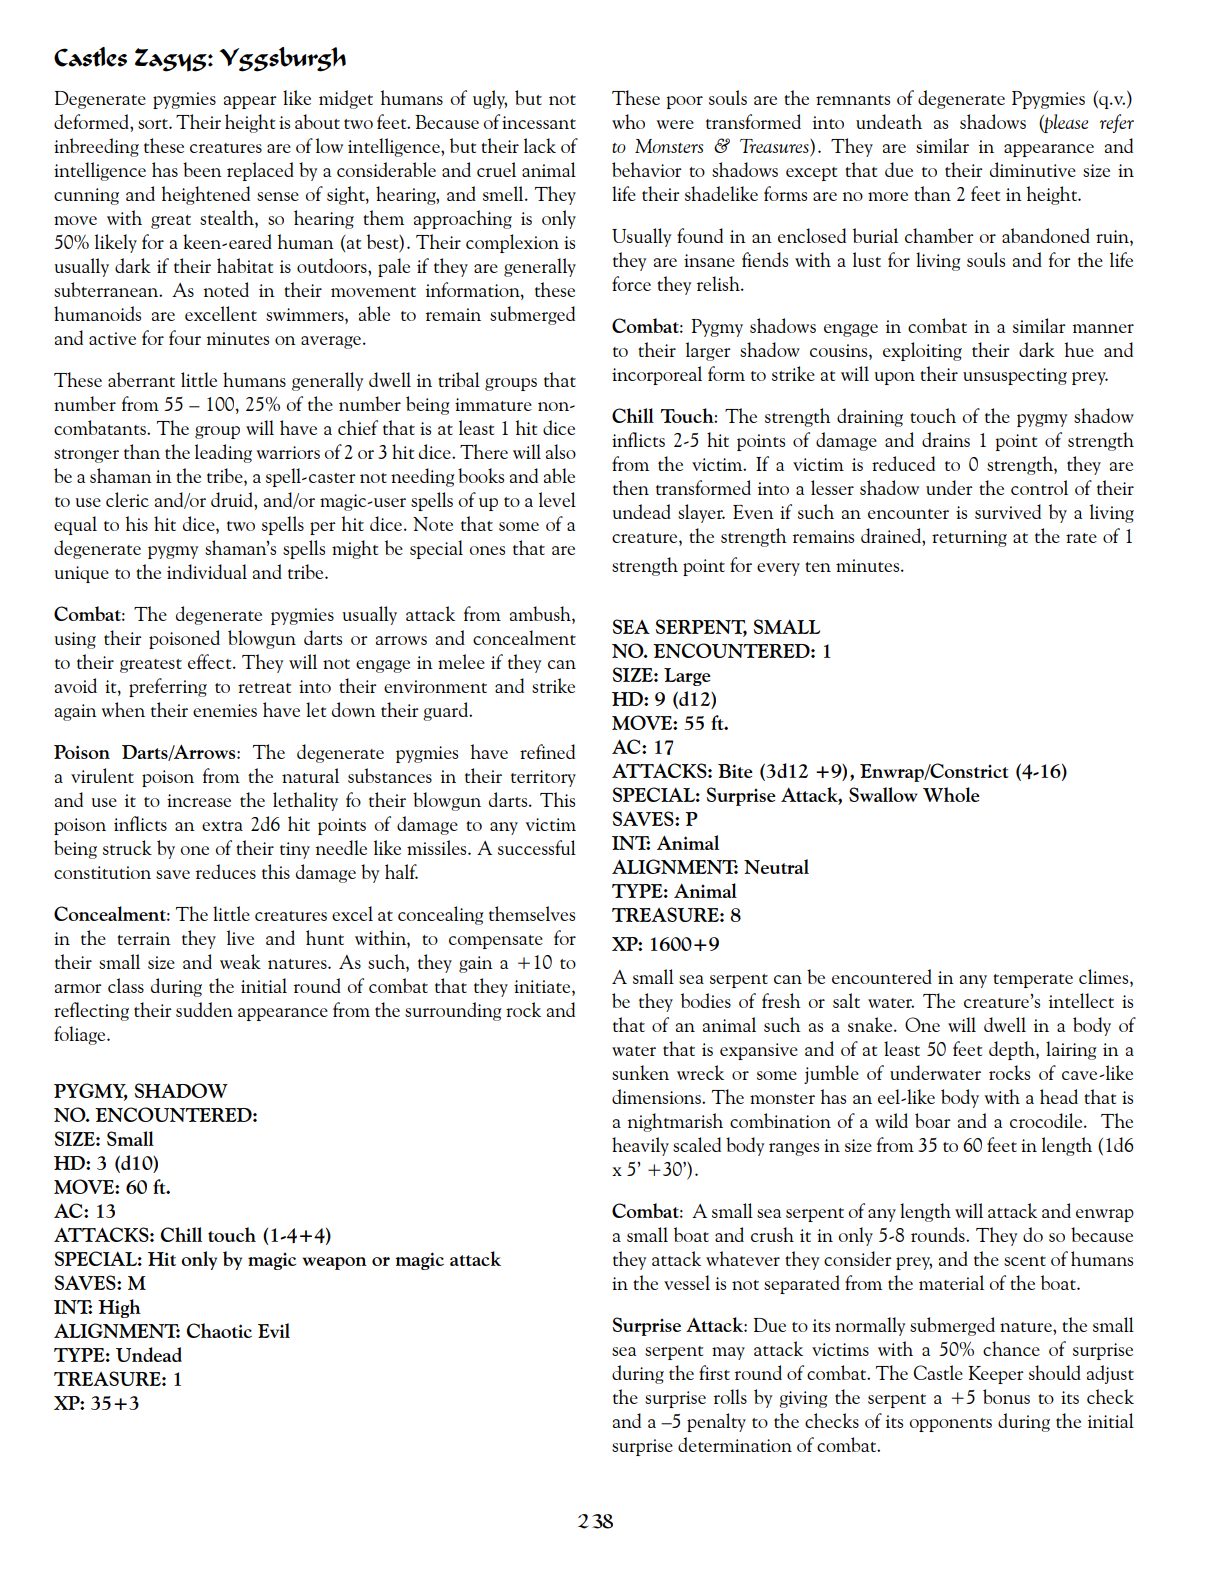 Castles Zagyg: Yggsburgh
Degenerate pygmies appear like midget humans of ugly, but not
deformed, sort. Their height is about two feet. Because of incessant
inbreeding these creatures are of low intelligence, but their lack of
intelligence has been replaced by a considerable and cruel animal
cunning and heightened sense of sight, hearing, and smell. They
move with great stealth, so hearing them approaching is only
50% likely for a keen-eared human (at best). Their complexion is
usually dark if their habitat is outdoors, pale if they are generally
subterranean. As noted in their movement information, these
humanoids are excellent swimmers, able to remain submerged
and active for four minutes on average.
These aberrant little humans generally dwell in tribal groups that
number from 55 – 100, 25% of the number being immature non-
combatants. The group will have a chief that is at least 1 hit dice
stronger than the leading warriors of 2 or 3 hit dice. There will also
be a shaman in the tribe, a spell-caster not needing books and able
to use cleric and/or druid, and/or magic-user spells of up to a level
equal to his hit dice, two spells per hit dice. Note that some of a
degenerate pygmy shaman's spells might be special ones that are
unique to the individual and tribe.
Combat: The degenerate pygmies usually attack from ambush,
using their poisoned blowgun darts or arrows and concealment
to their greatest effect. They will not engage in melee if they can
avoid it, preferring to retreat into their environment and strike
again when their enemies have let down their guard.
Poison Darts/Arrows: The degenerate pygmies have refined
a virulent poison from the natural substances in their territory
and use it to increase the lethality fo their blowgun darts. This
poison inflicts an extra 2d6 hit points of damage to any victim
being struck by one of their tiny needle like missiles. A successful
constitution save reduces this damage by half.
Concealment: The little creatures excel at concealing themselves
in the terrain they live and hunt within, to compensate for
their small size and weak natures. As such, they gain a +10 to
armor class during the initial round of combat that they initiate,
reflecting their sudden appearance from the surrounding rock and
foliage.
PYGMY, SHADOW
NO. ENCOUNTERED:
SIZE: Small
HD: 3 (d10)
MOVE: 60 ft.
AC: 13
ATTACKS: Chill touch (1-4+4)
SPECIAL: Hit only by magic weapon or magic attack
SAVES: M
INT: High
ALIGNMENT: Chaotic Evil
TYPE: Undead
TREASURE: 1
XP: 35+3
These poor souls are the remnants of degenerate Ppygmies (q.v.)
who were transformed into undeath as shadows (please refer
to Monsters & Treasures). They are similar in appearance and
behavior to shadows except that due to their diminutive size in
life their shadelike forms are no more than 2 feet in height.
Usually found in an enclosed burial chamber or abandoned ruin,
they are insane fiends with a lust for living souls and for the life
force they relish.
Combat: Pygmy shadows engage in combat in a similar manner
to their larger shadow cousins, exploiting their dark hue and
incorporeal form to strike at will upon their unsuspecting prey.
Chill Touch: The strength draining touch of the pygmy shadow
inflicts 2-5 hit points of damage and drains 1 point of strength
from the victim. If a victim is reduced to 0 strength, they are
then transformed into a lesser shadow under the control of their
undead slayer. Even if such an encounter is survived by a living
creature, the strength remains drained, returning at the rate of 1
strength point for every ten minutes.
SEA SERPENT, SMALL
NO. ENCOUNTERED: 1
SIZE: Large
HD: 9 (d12)
MOVE: 55 ft.
AC: 17
ATTACKS: Bite (3d12 +9), Enwrap/Constrict (4-16)
SPECIAL: Surprise Attack, Swallow Whole
SAVES: P
INT: Animal
ALIGNMENT: Neutral
TYPE: Animal
TREASURE: 8
XP: 1600+9
A small sea serpent can be encountered in any temperate climes,
be they bodies of fresh or salt water. The creature's intellect is
that of an animal such as a snake. One will dwell in a body of
water that is expansive and of at least 50 feet depth, lairing in a
sunken wreck or some jumble of underwater rocks of cave-like
dimensions. The monster has an eel-like body with a head that is
a nightmarish combination of a wild boar and a crocodile. The
heavily scaled body ranges in size from 35 to 60 feet in length (1d6
x 5' +30').
Combat: A small sea serpent of any length will attack and enwrap
a small boat and crush it in only 5-8 rounds. They do so because
they attack whatever they consider prey, and the scent of humans
in the vessel is not separated from the material of the boat.
Surprise Attack: Due to its normally submerged nature, the small
sea serpent may attack victims with a 50% chance of surprise
during the first round of combat. The Castle Keeper should adjust
the surprise rolls by giving the serpent a +5 bonus to its check
and a –5 penalty to the checks of its opponents during the initial
surprise determination of combat.
238